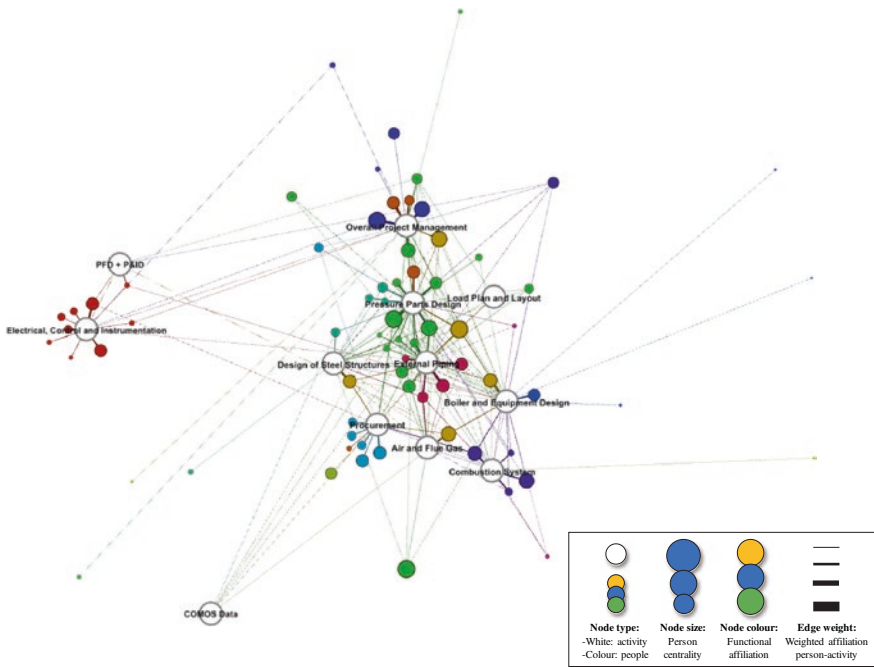 Overall Project Management
PFD + P&ID
Load Plan and Layout
Pressure Parts Design
Electrical, Control and Instrumentation
Design of Steel Structures
External Piping
Boiler and Equipment Design
Procurement
Air and Flue Gas
Combustion System
COMOS Data
Node type:
-White: activity
-Colour: people
Node size:
Person
centrality
Node colour:
Functional
affiliation
Edge weight:
Weighted affiliation
person-activity